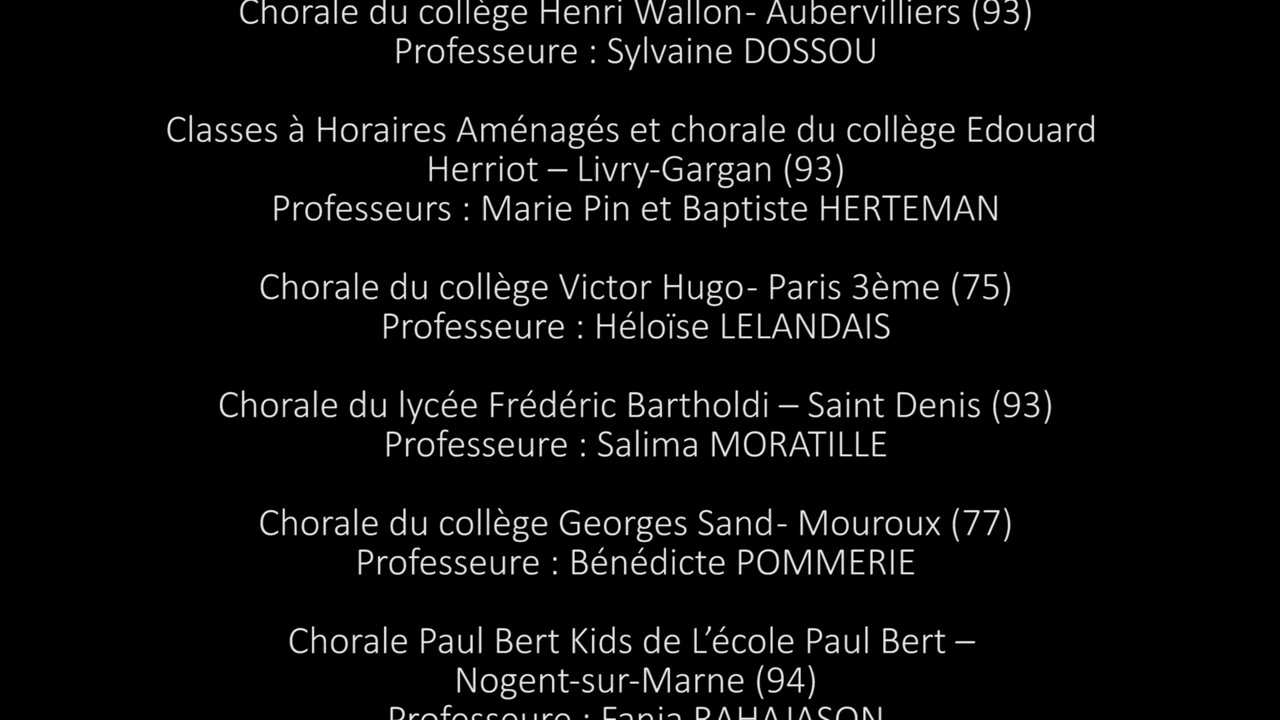 Chorale du collège Henri Wallon- Aubervilliers (93)
Professeure : Sylvaine DOSSOU
Classes à Horaires Aménagés et chorale du collège Edouard
Herriot – Livry-Gargan (93)
Professeurs : Marie Pin et Baptiste HERTEMAN
Chorale du collège Victor Hugo- Paris 3ème (75)
Professeure : Héloïse LELANDAIS
Chorale du lycée Frédéric Bartholdi – Saint Denis (93)
Professeure : Salima MORATILLE
Chorale du collège Georges Sand- Mouroux (77)
Professeure : Bénédicte POMMERIE
Chorale Paul Bert Kids de L’école Paul Bert –
Nogent-sur-Marne (94)
Professeure : Fanja RAHAJASON